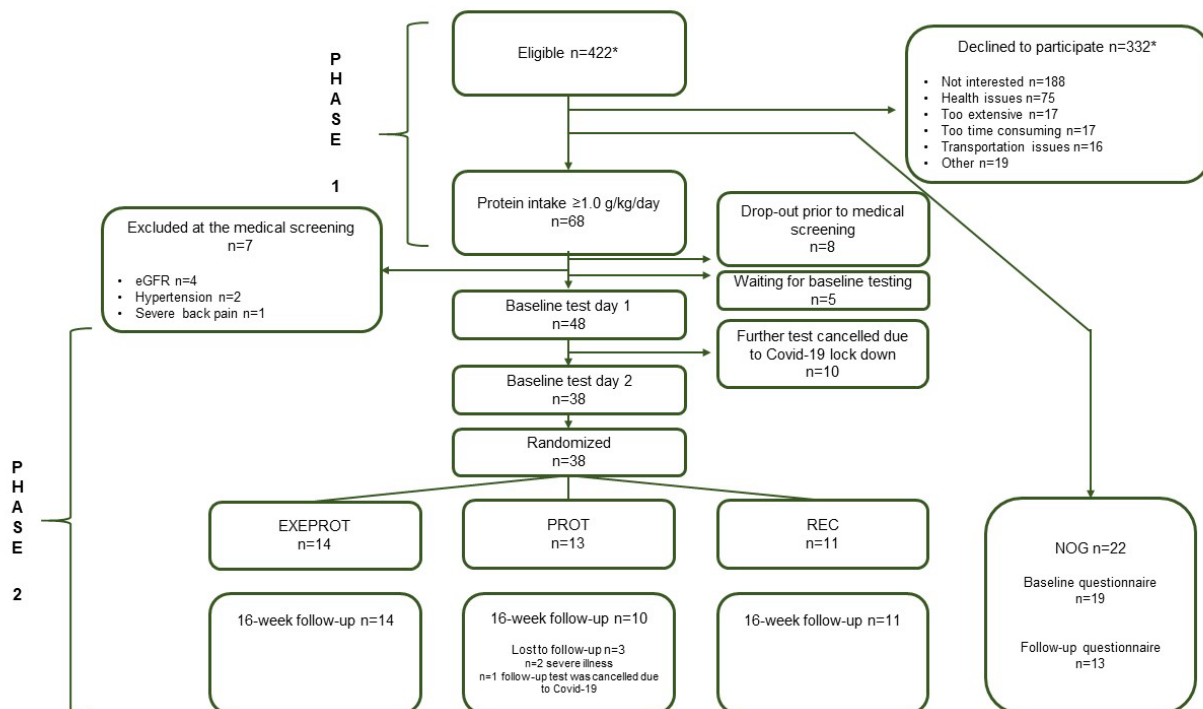 PHASE 1
Eligible n=422*
Declined to participate n=332*
• Not interested n=188
• Health issues n=75
• Too extensive n=17
• Too time consuming n=17
• Transportation issues n=16
• Other n=19
Protein intake ≥1.0 g/kg/day
n=68
Excluded at the medical screening
n=7
• eGFR n=4
• Hypertension n=2
• Severe back pain n=1
Drop-out prior to medical
screening
n=8
Waiting for baseline testing
n=5
Baseline test day 1
n=48
Further test cancelled due
to Covid-19 lock down
n=10
Baseline test day 2
n=38
Randomized
n=38
PHASE 2
EXEPROT
n=14
PROT
n=13
REC
n=11
16-week follow-up n=14
16-week follow-up n=10
Lost to follow-up n=3
n=2 severe illness
n=1 follow-up test was cancelled due
to Covid-19
16-week follow-up n=11
NOG n=22
Baseline questionnaire
n=19
Follow-up questionnaire
n=13